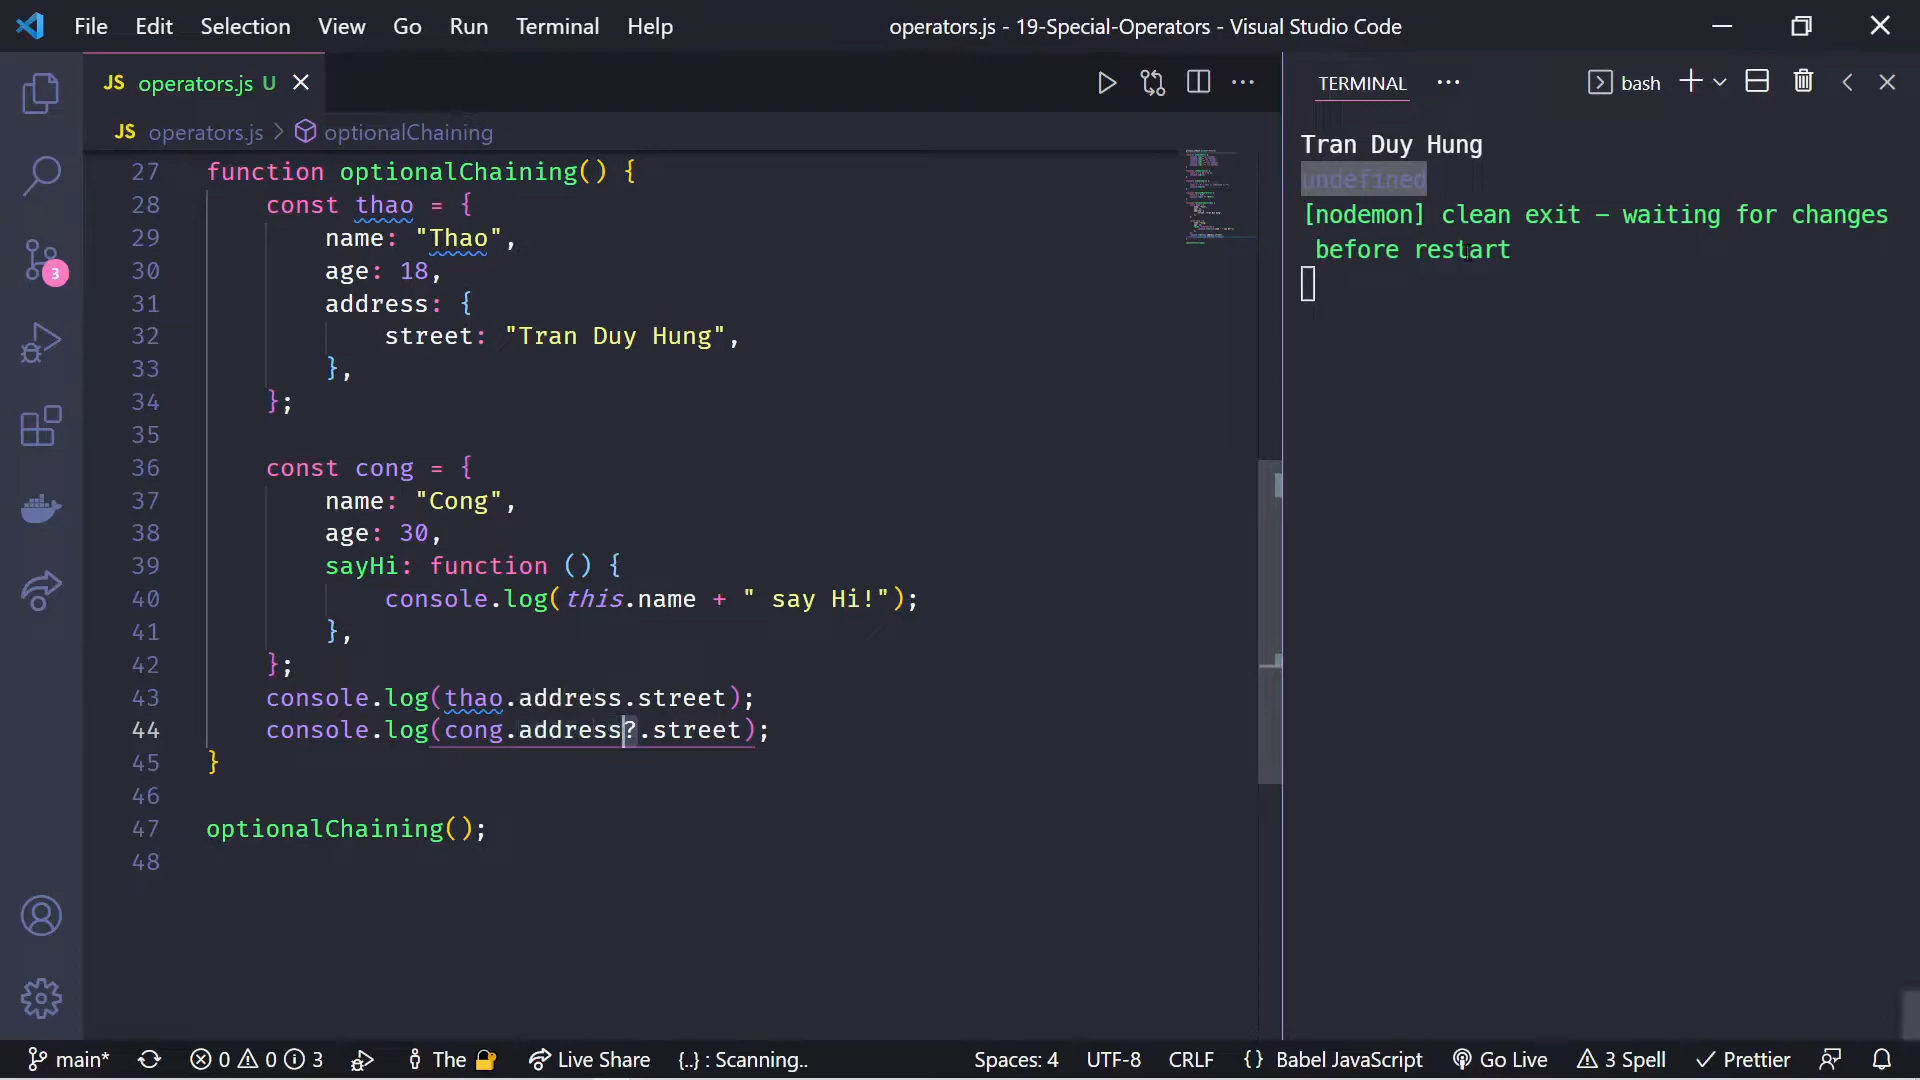 File Edit Selection View Go Run Terminal Help operators.js - 19-Special-Operators - Visual Studio Code
JS operators.js U
JS operators.js > optionalChaining
27 function optionalChaining() {
28 const thao = {
29 name: "Thao",
30 age: 18,
31 address: {
32 street: "Tran Duy Hung",
33 },
34 };
35
36 const cong = {
37 name: "Cong",
38 age: 30,
39 sayHi: function () {
40 console.log(this.name + " say Hi!");
41 },
42 };
43 console.log(thao.address.street);
44 console.log(cong.address?.street);
45 }
46
47 optionalChaining();
48
TERMINAL ··· bash
Tran Duy Hung
undefined
[nodemon] clean exit - waiting for changes
before restart
3
main* 0 0 3 The Live Share {..} : Scanning.. Spaces: 4 UTF-8 CRLF {} Babel JavaScript Go Live 3 Spell Prettier